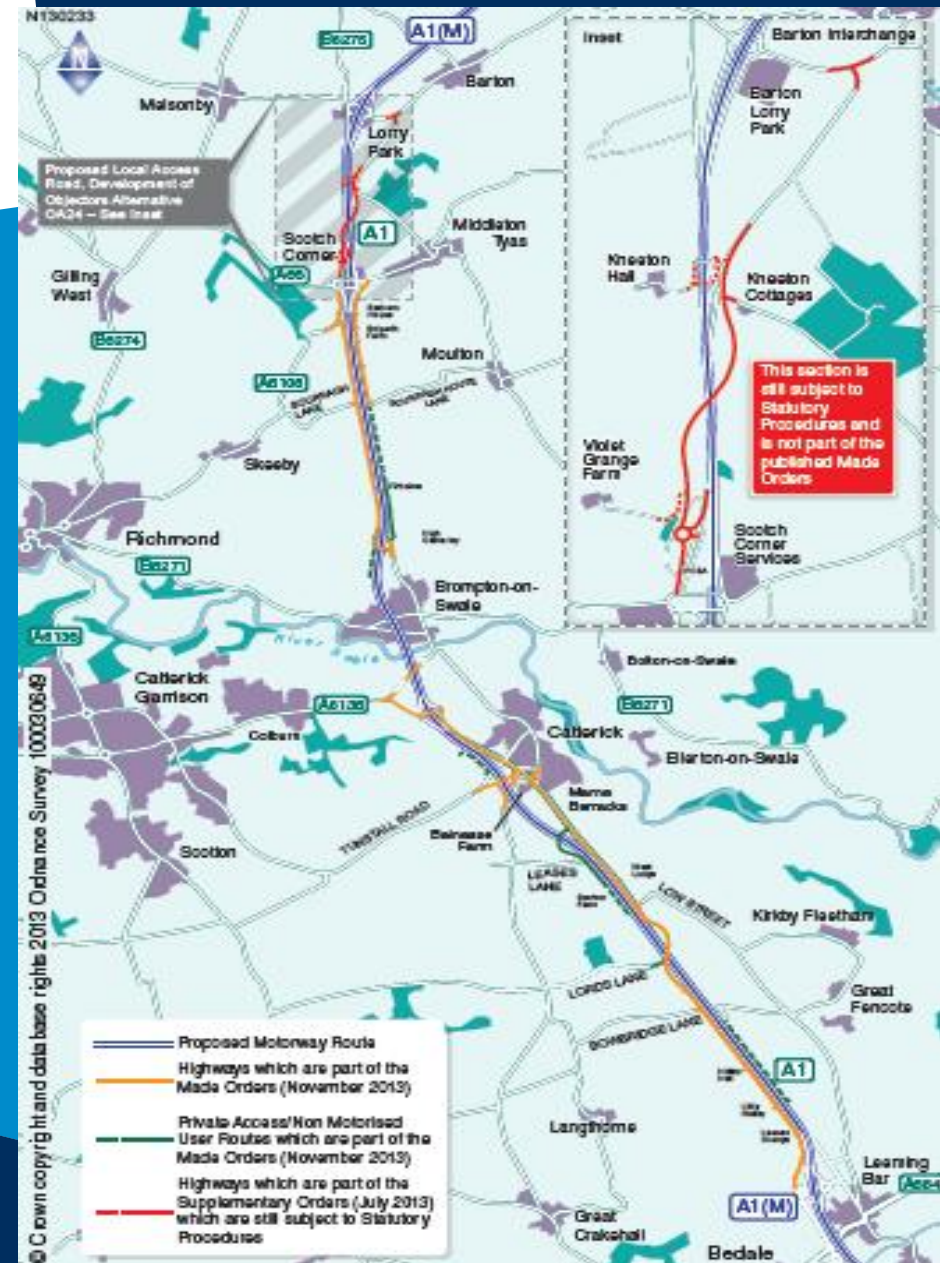 N130233
B6275
A1(M)
Barton
Melsonby
Lorry
Park
Proposed Local Access
Road, Development of
Objectors Alternative
OA24 – See Inset
Scotch
Corner
A1
A66
Middleton
Tyas
Gilling
West
B6274
Moulton
A6108
Skeeby
Inset
Barton Interchange
Barton
Lorry
Park
Kneeton
Hall
Kneeton
Cottages
This section is
still subject to
Statutory
Procedures and
is not part of the
published Made
Orders
Violet
Grange
Farm
Scotch
Corner
Services
Richmond
B6271
Brompton-on-
Swale
River Swale
A6136
Catterick
Garrison
A6136
Colburn
Bolton-on-Swale
B6271
Catterick
Ellerton-on-Swale
Marne
Barracks
TUNSTALL ROAD
Bainesse
Farm
Scotton
LEASES
LANE
LOW STREET
Kirkby Fleetham
LORDS LANE
Great
Fencote
BOWBRIDGE LANE
A1
Langthorne
Leeming
Bar
A1(M)
Great
Crakehall
Bedale
Proposed Motorway Route
Highways which are part of the
Made Orders (November 2013)
Private Access/Non Motorised
User Routes which are part of the
Made Orders (November 2013)
Highways which are part of the
Supplementary Orders (July 2013)
which are still subject to Statutory
Procedures
© Crown copyright and database rights 2013 Ordnance Survey 100030649